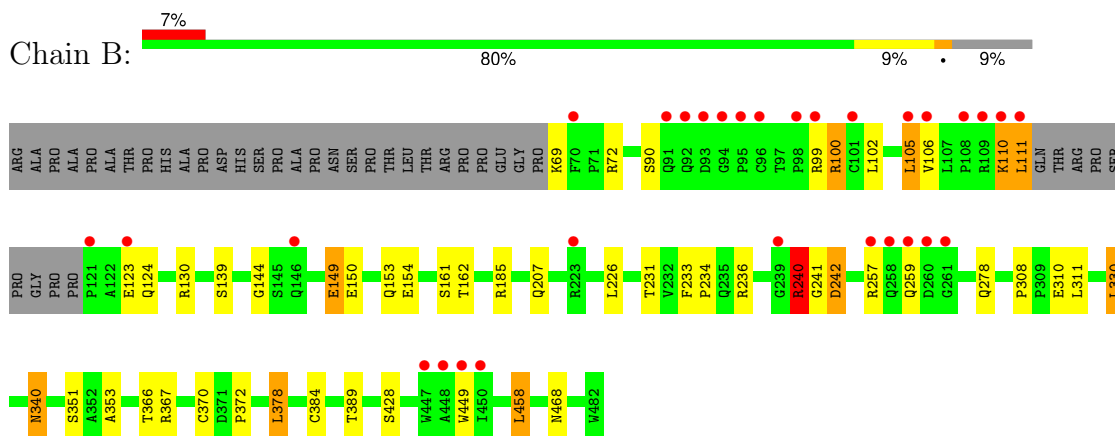 7%
Chain B:
80% 9% • 9%
ARG ALA PRO ALA PRO ALA THR PRO HIS ALA PRO ASP HIS SER PRO ALA PRO ASN SER PRO THR LEU THR ARG PRO PRO GLU GLY PRO K69 F70 P71 R72 S90 Q91 Q92 D93 G94 P95 C96 T97 P98 R99 R100 C101 L102 L105 V106 L107 P108 R109 K110 L111 GLN THR ARG PRO SER
PRO GLY PRO PRO P121 A122 E123 Q124 R130 S139 G144 S145 Q146 E149 E150 Q153 E154 S161 T162 R185 Q207 R223 L226 T231 V232 F233 P234 Q235 R236 G239 R240 G241 D242 R257 Q258 Q259 D260 G261 Q278 P308 P309 E310 L311 L330
N340 S351 A352 A353 T366 R367 C370 D371 P372 L378 C384 T389 S428 W447 A448 W449 I450 L458 N468 W482